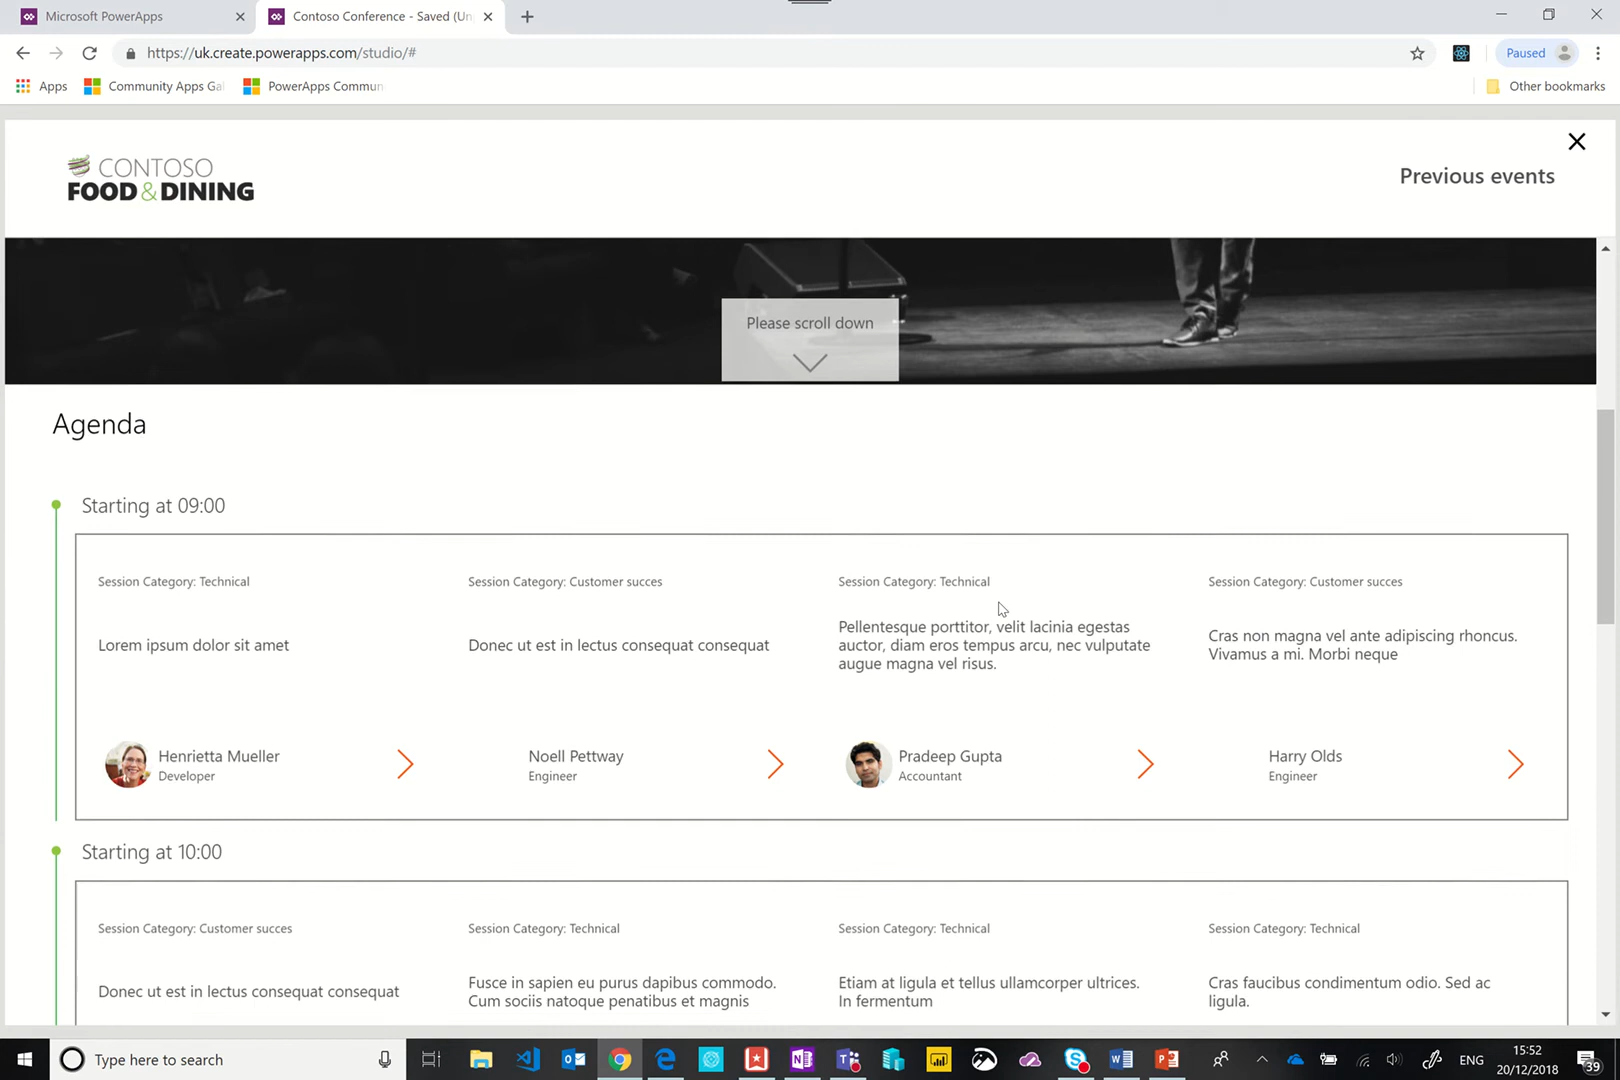 Microsoft PowerApps
Contoso Conference - Saved (Un
https://uk.create.powerapps.com/studio/#
Paused
Apps
Community Apps Gal
PowerApps Commun
Other bookmarks
CONTOSO
FOOD & DINING
Previous events
Please scroll down
Agenda
Starting at 09:00
Session Category: Technical
Lorem ipsum dolor sit amet
Henrietta Mueller
Developer
Session Category: Customer succes
Donec ut est in lectus consequat consequat
Noell Pettway
Engineer
Session Category: Technical
Pellentesque porttitor, velit lacinia egestas
auctor, diam eros tempus arcu, nec vulputate
augue magna vel risus.
Pradeep Gupta
Accountant
Session Category: Customer succes
Cras non magna vel ante adipiscing rhoncus.
Vivamus a mi. Morbi neque
Harry Olds
Engineer
Starting at 10:00
Session Category: Customer succes
Donec ut est in lectus consequat consequat
Session Category: Technical
Fusce in sapien eu purus dapibus commodo.
Cum sociis natoque penatibus et magnis
Session Category: Technical
Etiam at ligula et tellus ullamcorper ultrices.
In fermentum
Session Category: Technical
Cras faucibus condimentum odio. Sed ac
ligula.
Type here to search
ENG
15:52
20/12/2018
39